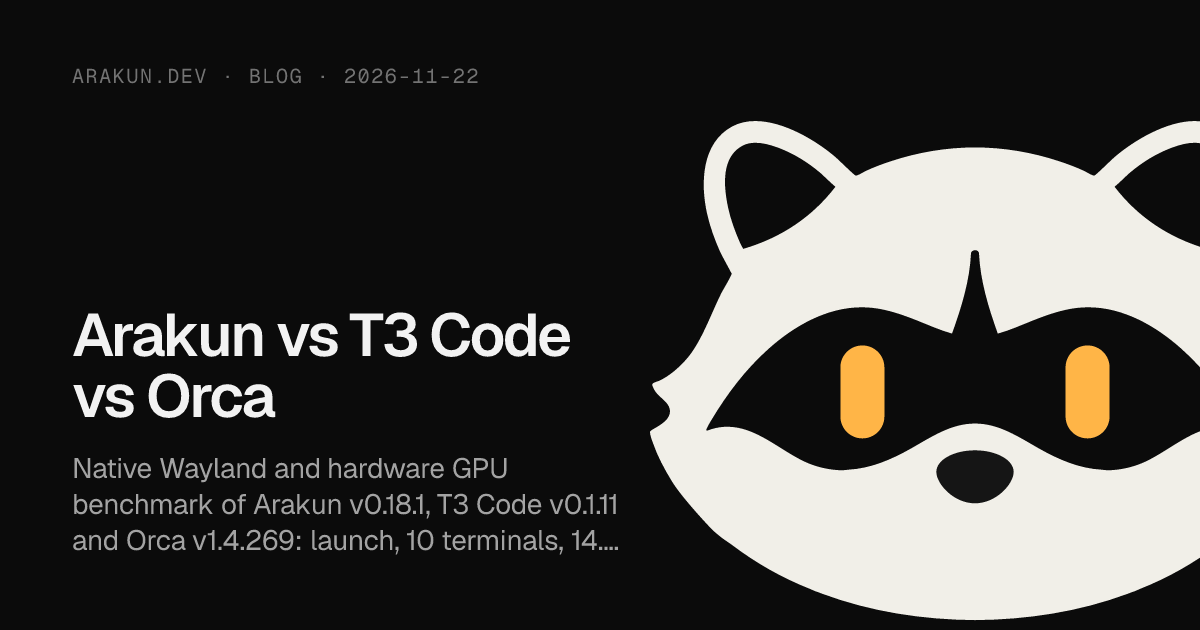 ARAKUN.DEV · BLOG · 2026-11-22
Arakun vs T3 Code
vs Orca
Native Wayland and hardware GPU
benchmark of Arakun v0.18.1, T3 Code v0.1.11
and Orca v1.4.269: launch, 10 terminals, 14....